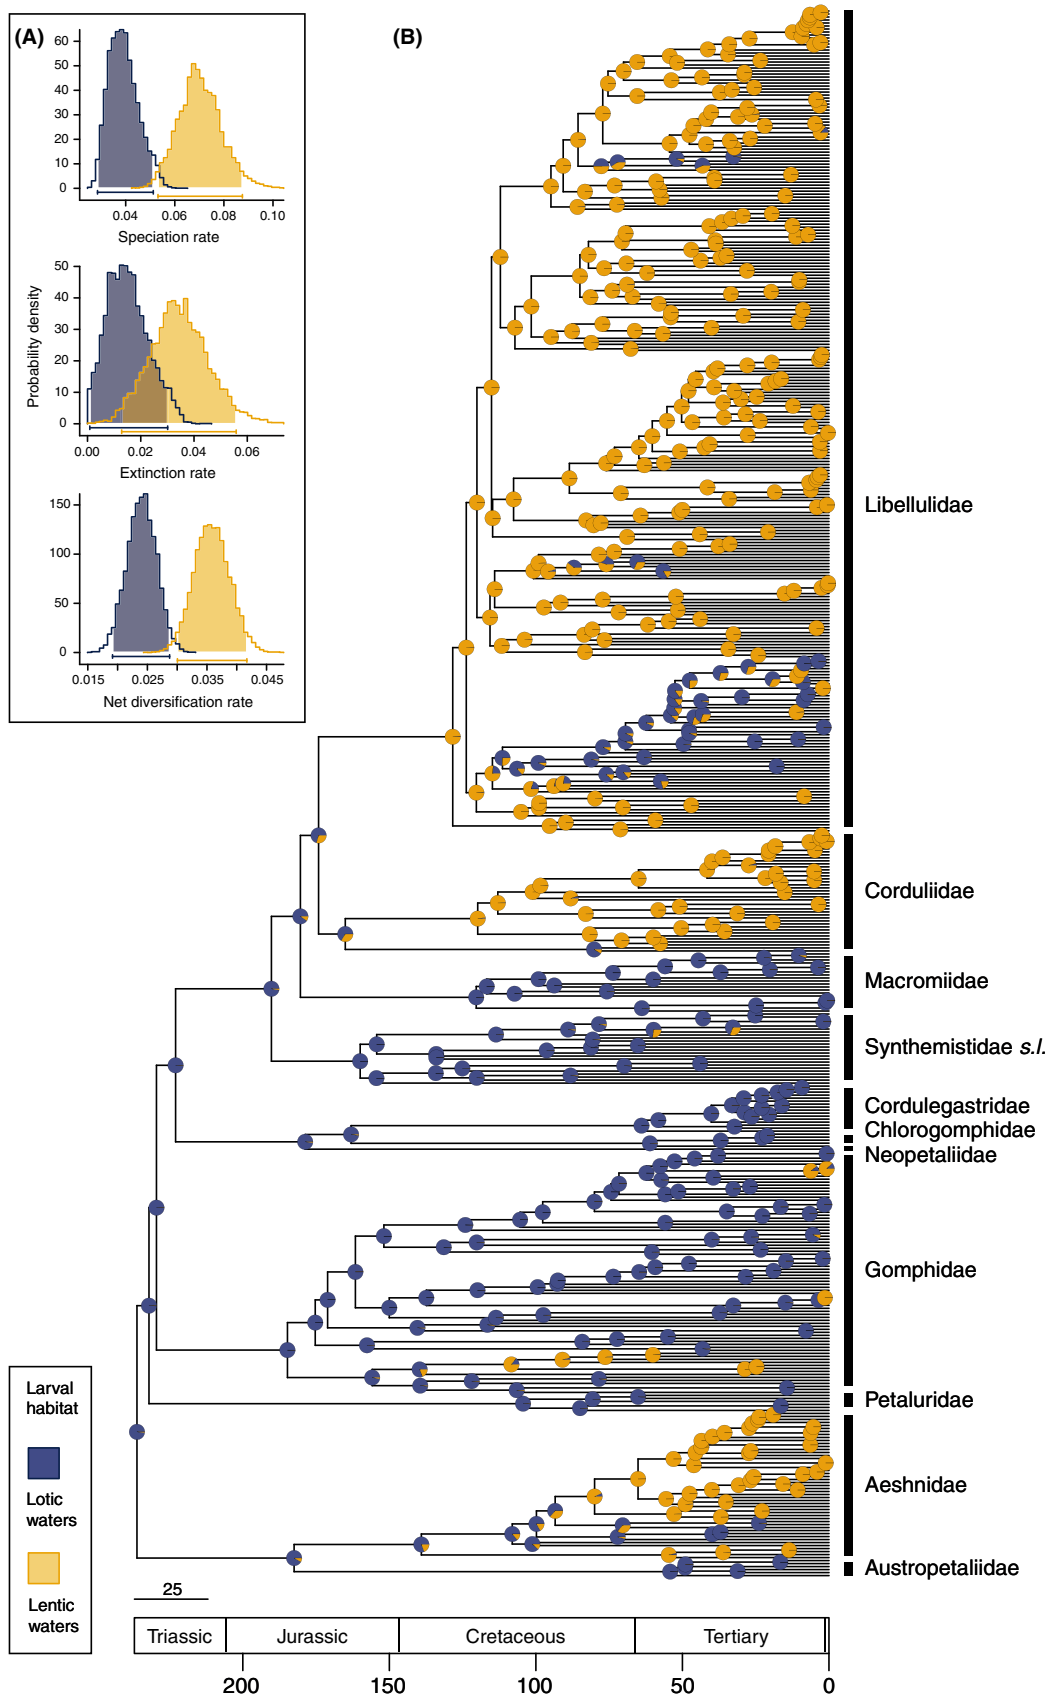 (A)
(B)
60
50
40
30
20
10
0
0.04
0.06
0.08
0.10
Speciation rate
50
40
30
20
10
0
0.00
0.02
0.04
0.06
Extinction rate
Probability density
150
100
50
0
0.015
0.025
0.035
0.045
Net diversification rate
Libellulidae
Corduliidae
Macromiidae
Synthemistidae s.l.
Cordulegastridae
Chlorogomphidae
Neopetaliidae
Gomphidae
Petaluridae
Aeshnidae
Austropetaliidae
Larval
habitat
Lotic
waters
Lentic
waters
25
Triassic
Jurassic
Cretaceous
Tertiary
200
150
100
50
0